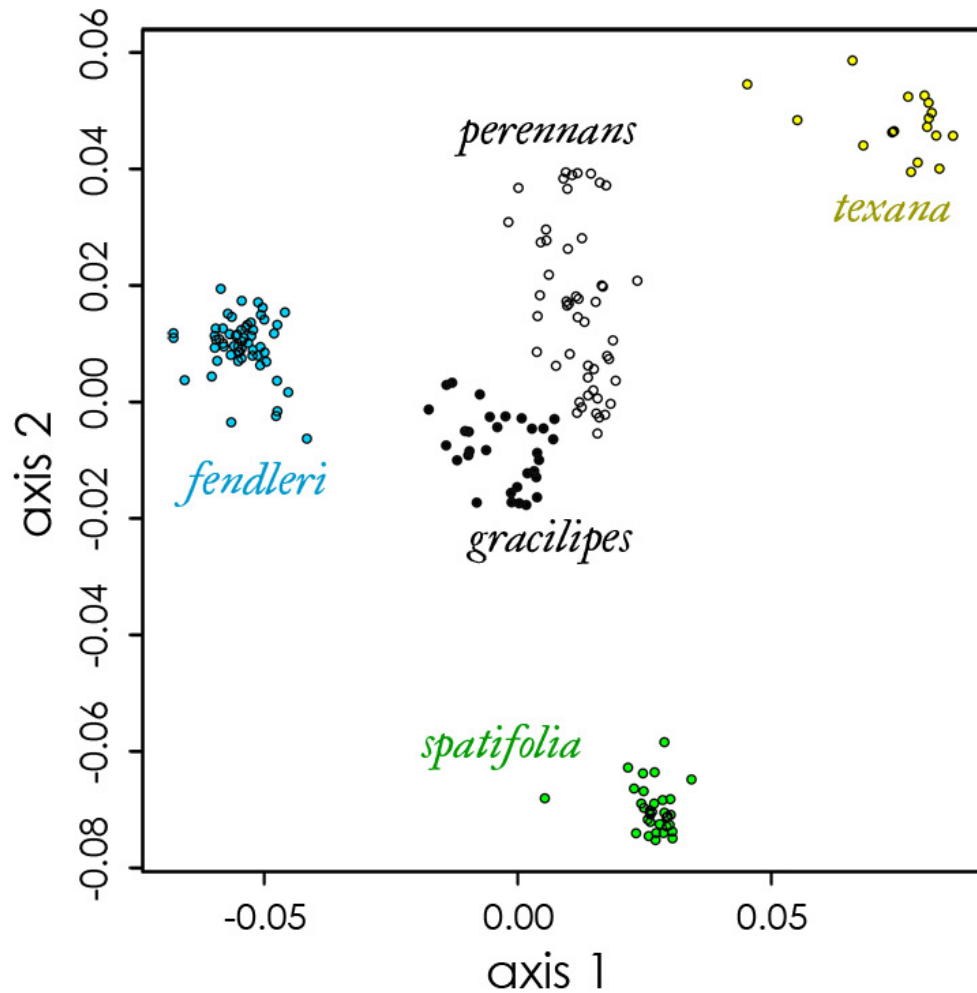 0.06
perennans
0.04
texana
0.02
0.00
fendleri
-0.02
gracilipes
-0.04
spatifolia
-0.06
-0.08
axis 2
-0.05
0.00
0.05
axis 1